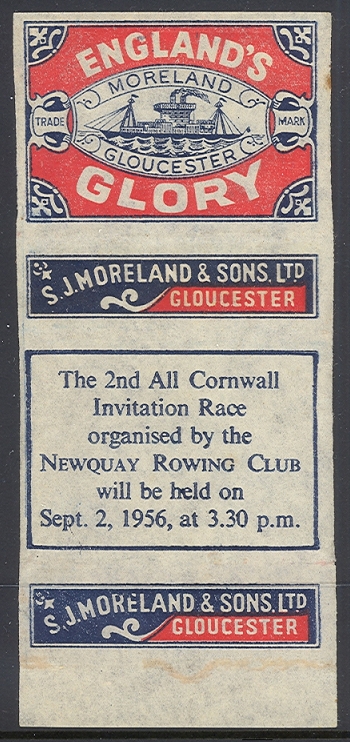 ENGLAND'S
MORELAND
TRADE MARK
GLOUCESTER
GLORY
S.J.MORELAND & SONS.LTD
GLOUCESTER
The 2nd All Cornwall
Invitation Race
organised by the
NEWQUAY ROWING CLUB
will be held on
Sept. 2, 1956, at 3.30 p.m.
S.J.MORELAND & SONS.LTD
GLOUCESTER